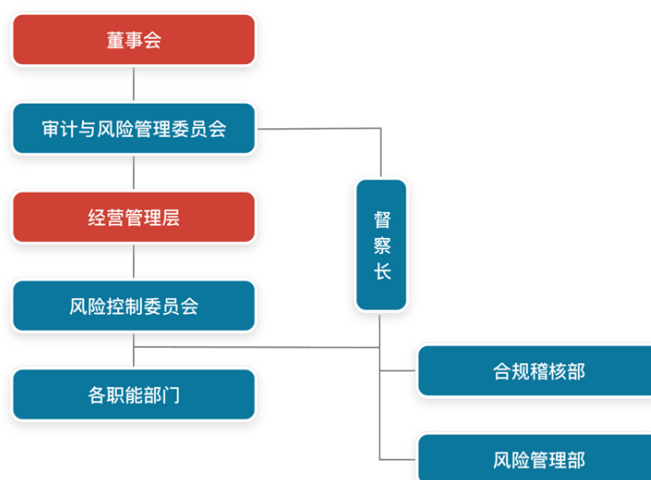 董事会
审计与风险管理委员会
经营管理层
督察长
风险控制委员会
合规稽核部
各职能部门
风险管理部